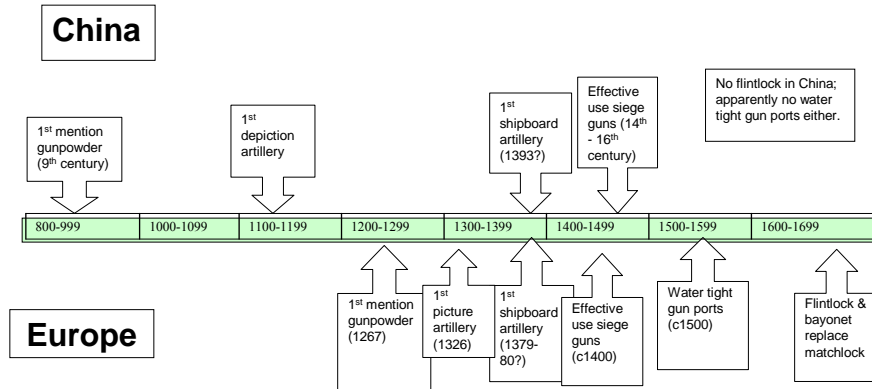 China
1st mention
gunpowder
(9th century)
1st
depiction
artillery
1st
shipboard
artillery
(1393?)
Effective
use siege
guns (14th
- 16th
century)
No flintlock in China;
apparently no water
tight gun ports either.
800-999
1000-1099
1100-1199
1200-1299
1300-1399
1400-1499
1500-1599
1600-1699
Europe
1st mention
gunpowder
(1267)
1st
picture
artillery
(1326)
1st
shipboard
artillery
(1379-
80?)
Effective
use siege
guns
(c1400)
Water tight
gun ports
(c1500)
Flintlock &
bayonet
replace
matchlock